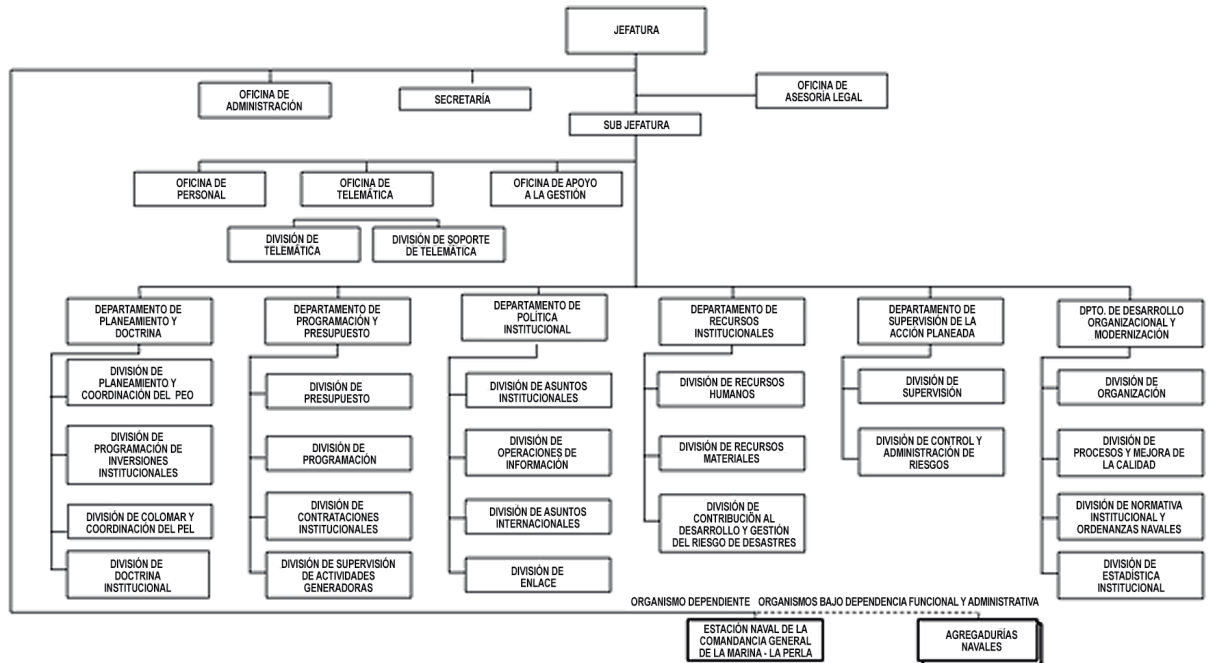 JEFATURA
OFICINA DE
ADMINISTRACIÓN
SECRETARÍA
OFICINA DE
ASESORÍA LEGAL
SUB JEFATURA
OFICINA DE
PERSONAL
OFICINA DE
TELEMÁTICA
OFICINA DE APOYO
A LA GESTIÓN
DIVISIÓN DE
TELEMÁTICA
DIVISIÓN DE SOPORTE
DE TELEMÁTICA
DEPARTAMENTO DE
PLANEAMIENTO Y
DOCTRINA
DIVISIÓN DE
PLANEAMIENTO Y
COORDINACIÓN DEL PEO
DIVISIÓN DE
PROGRAMACIÓN DE
INVERSIONES
INSTITUCIONALES
DIVISIÓN DE COLOMAR Y
COORDINACIÓN DEL PEL
DIVISIÓN DE
DOCTRINA
INSTITUCIONAL
DEPARTAMENTO DE
PROGRAMACIÓN Y
PRESUPUESTO
DIVISIÓN DE
PRESUPUESTO
DIVISIÓN DE
PROGRAMACIÓN
DIVISIÓN DE
CONTRATACIONES
INSTITUCIONALES
DIVISIÓN DE SUPERVISIÓN
DE ACTIVIDADES
GENERADORAS
DEPARTAMENTO DE
POLÍTICA
INSTITUCIONAL
DIVISIÓN DE ASUNTOS
INSTITUCIONALES
DIVISIÓN DE
OPERACIONES DE
INFORMACIÓN
DIVISIÓN DE ASUNTOS
INTERNACIONALES
DIVISIÓN DE
ENLACE
DEPARTAMENTO DE
RECURSOS
INSTITUCIONALES
DIVISIÓN DE RECURSOS
HUMANOS
DIVISIÓN DE RECURSOS
MATERIALES
DIVISIÓN DE
CONTRIBUCIÓN AL
DESARROLLO Y GESTIÓN
DEL RIESGO DE DESASTRES
DEPARTAMENTO DE
SUPERVISIÓN DE LA
ACCIÓN PLANEADA
DIVISIÓN DE
SUPERVISIÓN
DIVISIÓN DE CONTROL Y
ADMINISTRACIÓN DE
RIESGOS
DPTO. DE DESARROLLO
ORGANIZACIONAL Y
MODERNIZACIÓN
DIVISIÓN DE
ORGANIZACIÓN
DIVISIÓN DE
PROCESOS Y MEJORA DE
LA CALIDAD
DIVISIÓN DE NORMATIVA
INSTITUCIONAL Y
ORDENANZAS NAVALES
DIVISIÓN DE
ESTADÍSTICA
INSTITUCIONAL
ORGANISMO DEPENDIENTE
ORGANISMOS BAJO DEPENDENCIA FUNCIONAL Y ADMINISTRATIVA
ESTACIÓN NAVAL DE LA
COMANDANCIA GENERAL
DE LA MARINA - LA PERLA
AGREGADURÍAS
NAVALES